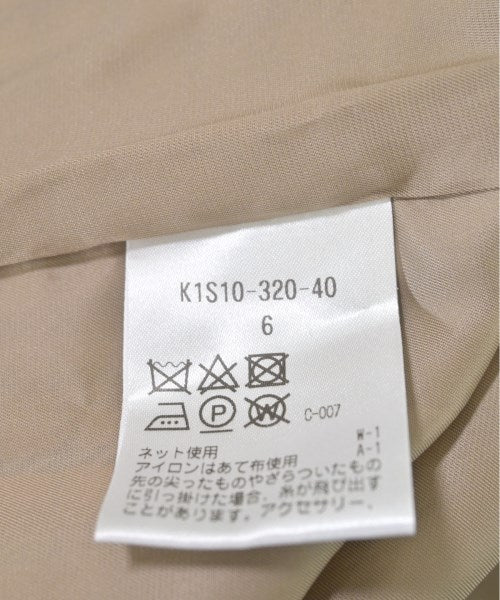 K1S10-320-40
6
P W C-007
W-1
ネット使用 A-1
アイロンはあて布使用
先の尖ったものやざらついたもの
に引っ掛けた場合、糸が飛び出す
ことがあります。アクセサリー、